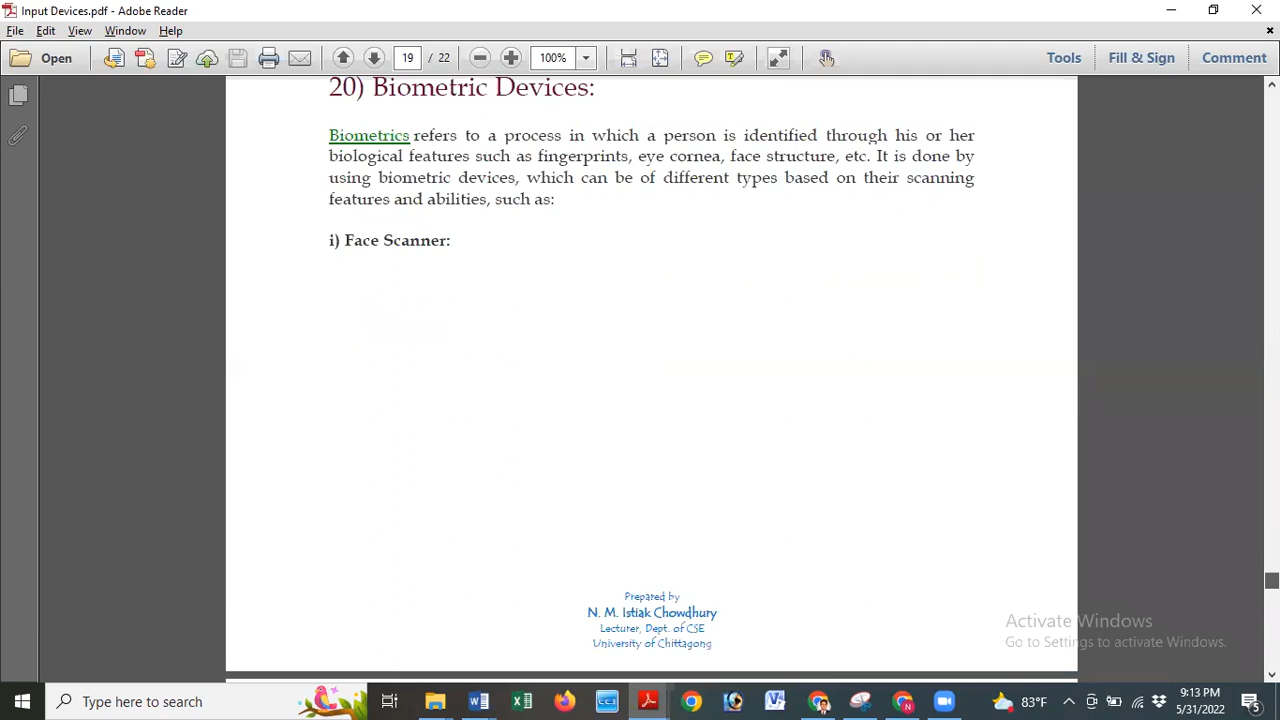 Input Devices.pdf - Adobe Reader
File Edit View Window Help
Open 19 / 22 100% Tools Fill & Sign Comment
20) Biometric Devices:
Biometrics refers to a process in which a person is identified through his or her
biological features such as fingerprints, eye cornea, face structure, etc. It is done by
using biometric devices, which can be of different types based on their scanning
features and abilities, such as:
i) Face Scanner:
Prepared by
N. M. Istiak Chowdhury
Lecturer, Dept. of CSE
University of Chittagong
Activate Windows
Go to Settings to activate Windows.
Type here to search
83°F
9:13 PM
5/31/2022
5